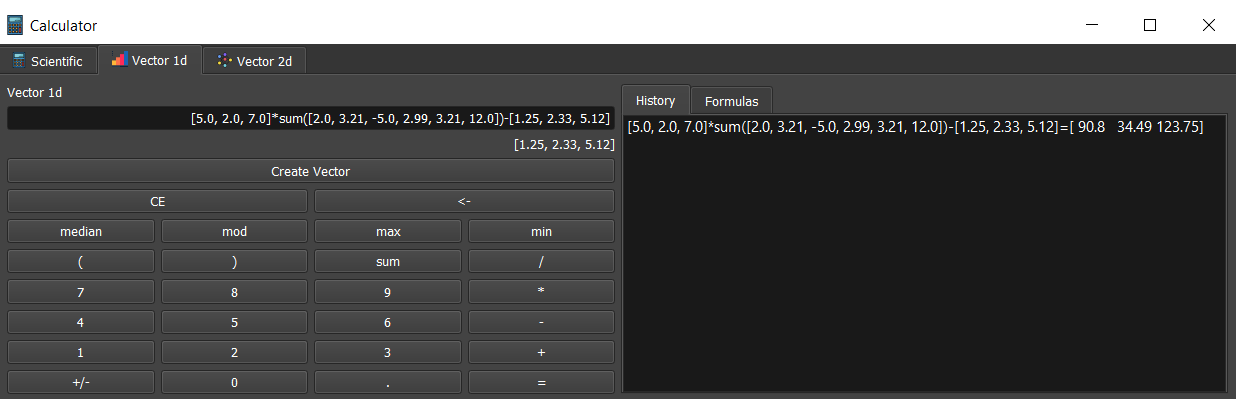 Calculator
Scientific Vector 1d Vector 2d
Vector 1d
[5.0, 2.0, 7.0]*sum([2.0, 3.21, -5.0, 2.99, 3.21, 12.0])-[1.25, 2.33, 5.12]
[1.25, 2.33, 5.12]
Create Vector
CE <-
median mod max min
( ) sum /
7 8 9 *
4 5 6 -
1 2 3 +
+/- 0 . =
History Formulas
[5.0, 2.0, 7.0]*sum([2.0, 3.21, -5.0, 2.99, 3.21, 12.0])-[1.25, 2.33, 5.12]=[ 90.8   34.49 123.75]